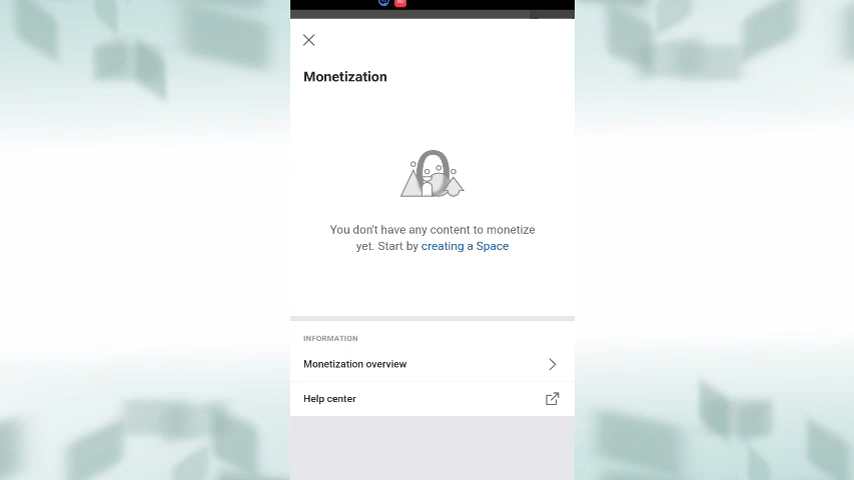 Monetization
You don't have any content to monetize
yet. Start by creating a Space
INFORMATION
Monetization overview
Help center